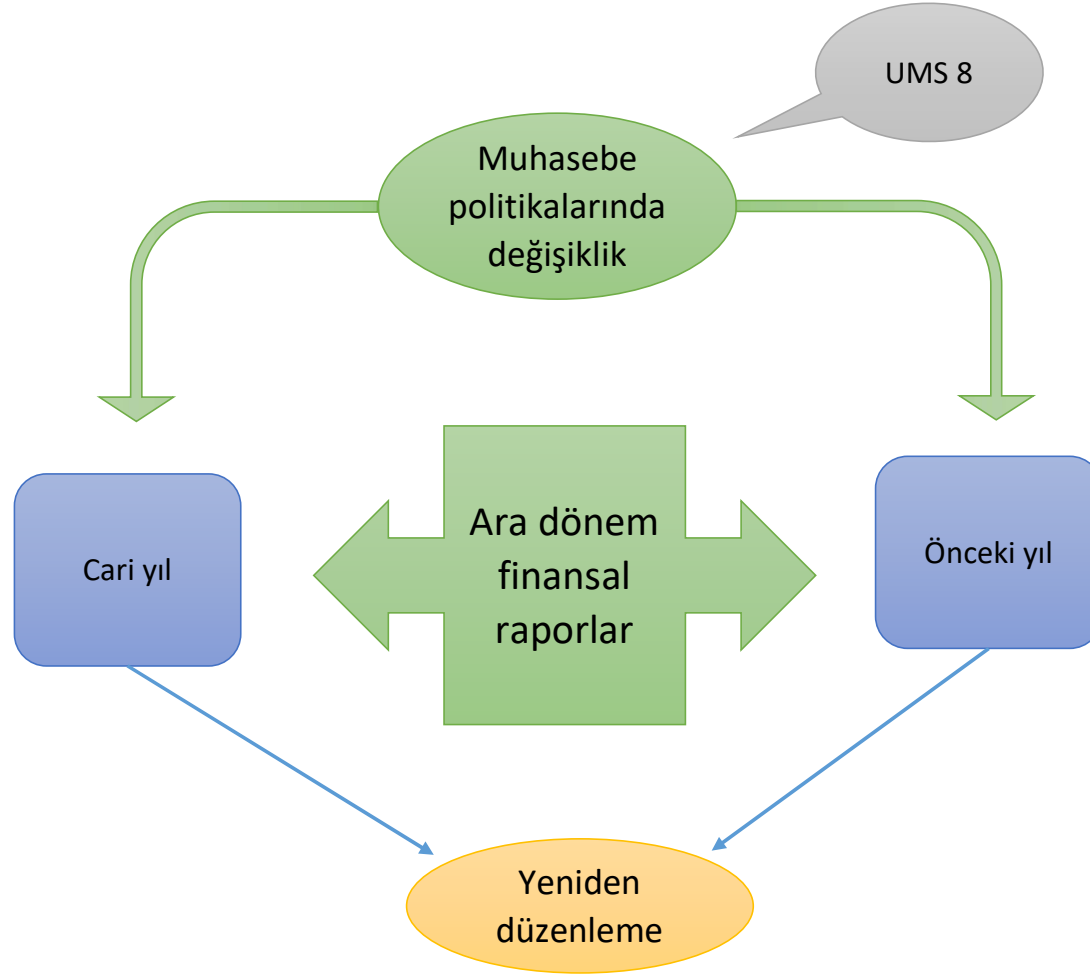 UMS 8
Muhasebe
politikalarında
değişiklik
Cari yıl
Ara dönem
finansal
raporlar
Önceki yıl
Yeniden
düzenleme